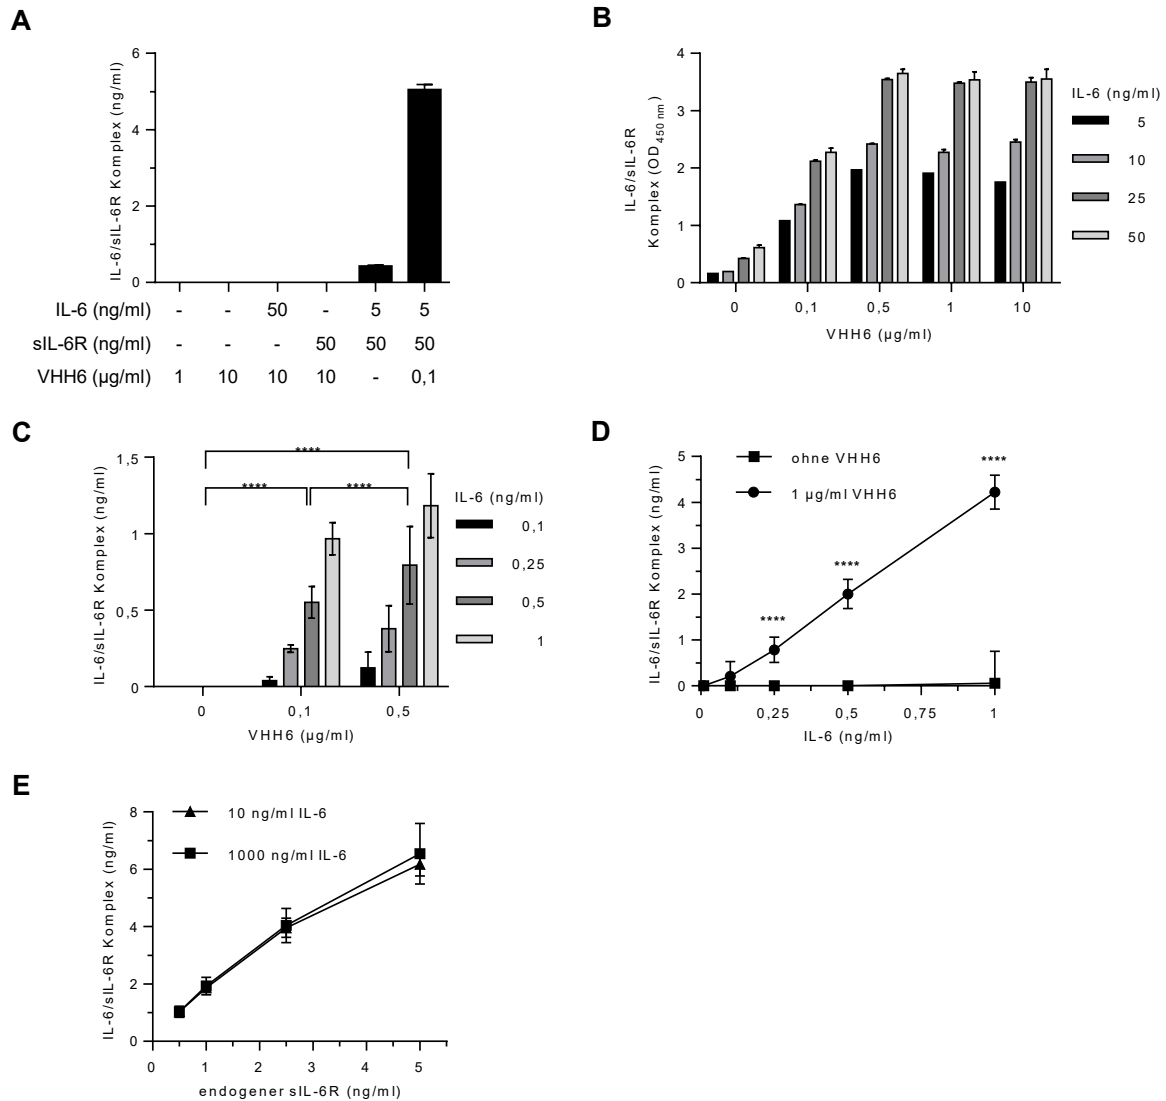 A
IL-6/sIL-6R Komplex (ng/ml)
6
4
2
0
IL-6 (ng/ml) - - 50 - 5 5
sIL-6R (ng/ml) - - - 50 50 50
VHH6 (µg/ml) 1 10 10 10 - 0,1
B
IL-6/sIL-6R
Komplex (OD450 nm)
4
3
2
1
0
0 0,1 0,5 1 10
VHH6 (µg/ml)
IL-6 (ng/ml)
5
10
25
50
C
IL-6/sIL-6R Komplex (ng/ml)
1,5
1
0,5
0
****
**** ****
0 0,1 0,5
VHH6 (µg/ml)
IL-6 (ng/ml)
0,1
0,25
0,5
1
D
IL-6/sIL-6R Komplex (ng/ml)
5
4
3
2
1
0
ohne VHH6
1 µg/ml VHH6
****
****
****
0 0,25 0,5 0,75 1
IL-6 (ng/ml)
E
IL-6/sIL-6R Komplex (ng/ml)
8
6
4
2
0
10 ng/ml IL-6
1000 ng/ml IL-6
0 1 2 3 4 5
endogener sIL-6R (ng/ml)